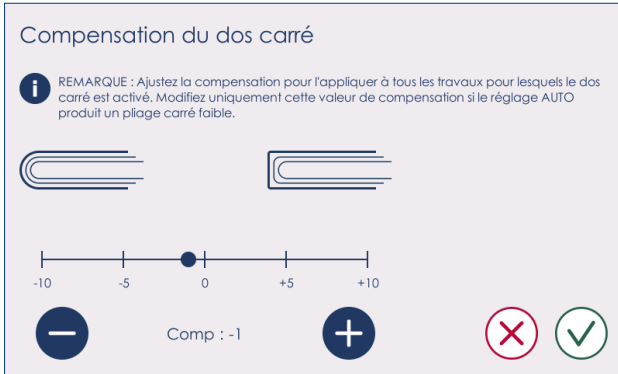 Compensation du dos carré
REMARQUE : Ajustez la compensation pour l'appliquer à tous les travaux pour lesquels le dos
carré est activé. Modifiez uniquement cette valeur de compensation si le réglage AUTO
produit un pliage carré faible.
-10 -5 0 +5 +10
Comp : -1